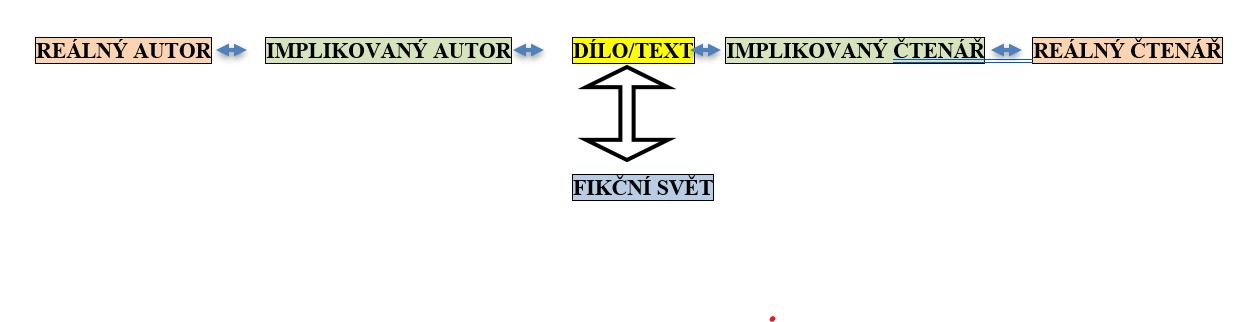 REÁLNÝ AUTOR IMPLIKOVANÝ AUTOR DÍLO/TEXT IMPLIKOVANÝ ČTENÁŘ REÁLNÝ ČTENÁŘ
FIKČNÍ SVĚT
.